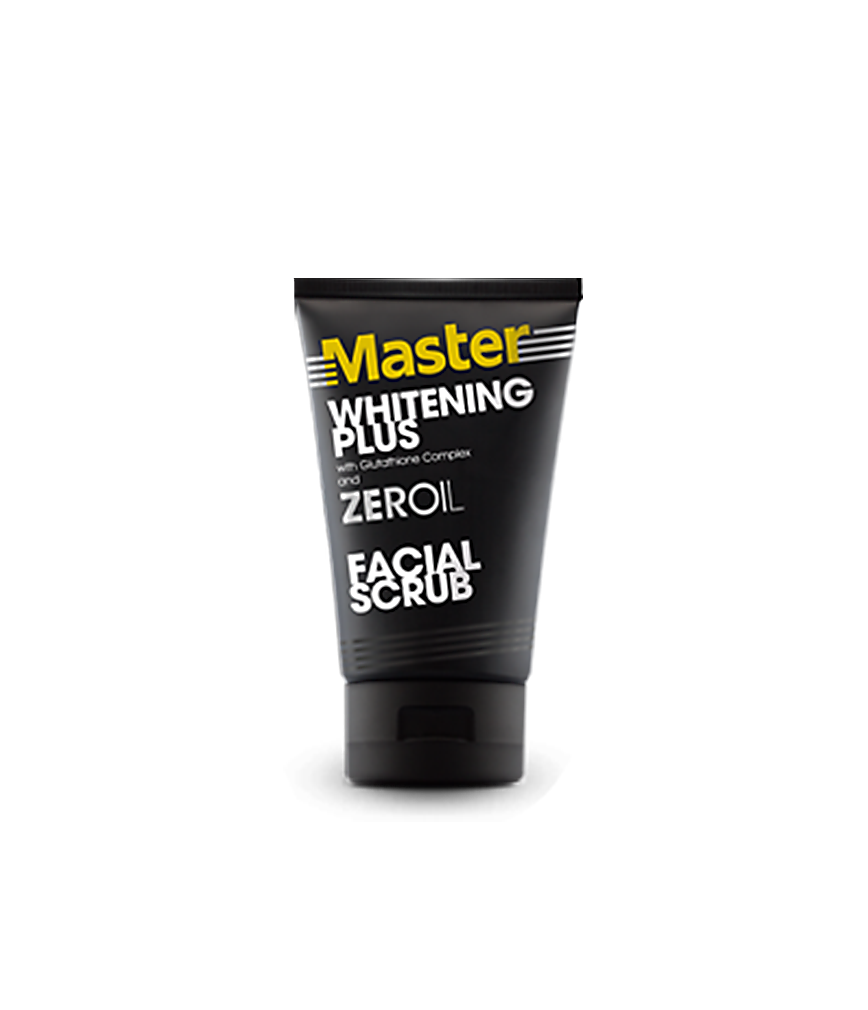 Master
WHITENING
PLUS
with Glutathione Complex
and
ZEROIL
FACIAL
SCRUB